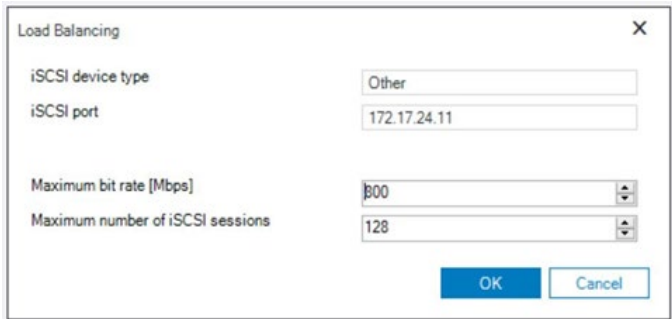 Load Balancing
iSCSI device type Other
iSCSI port 172.17.24.11
Maximum bit rate [Mbps] 800
Maximum number of iSCSI sessions 128
OK Cancel